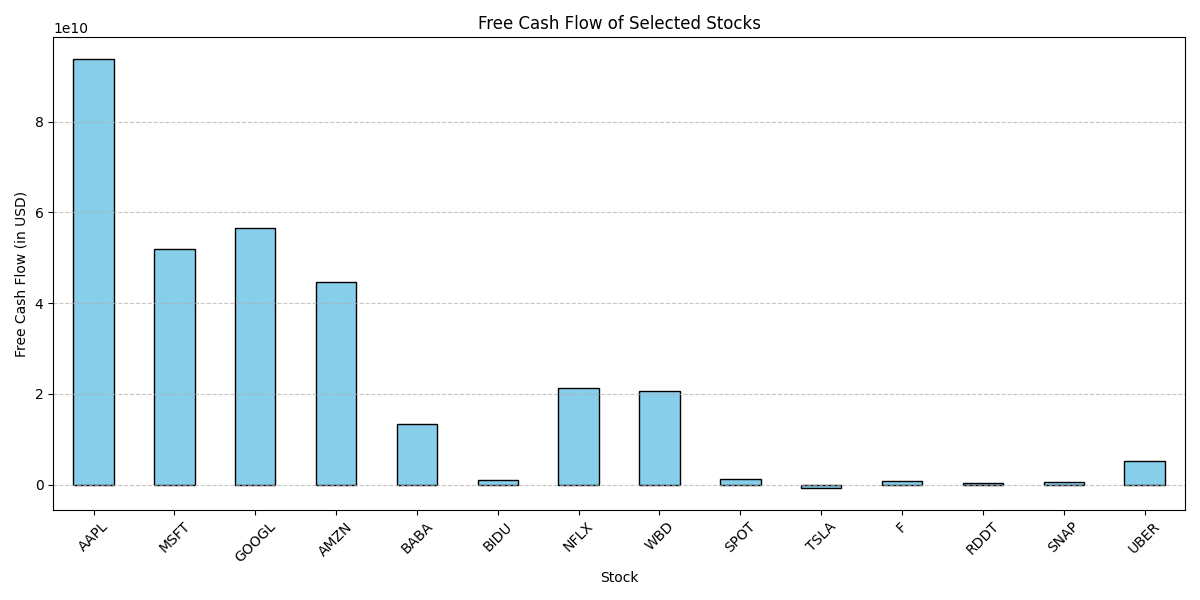 Free Cash Flow of Selected Stocks
1e10
8
6
4
2
0
Free Cash Flow (in USD)
AAPL
MSFT
GOOGL
AMZN
BABA
BIDU
NFLX
WBD
SPOT
TSLA
F
RDDT
SNAP
UBER
Stock